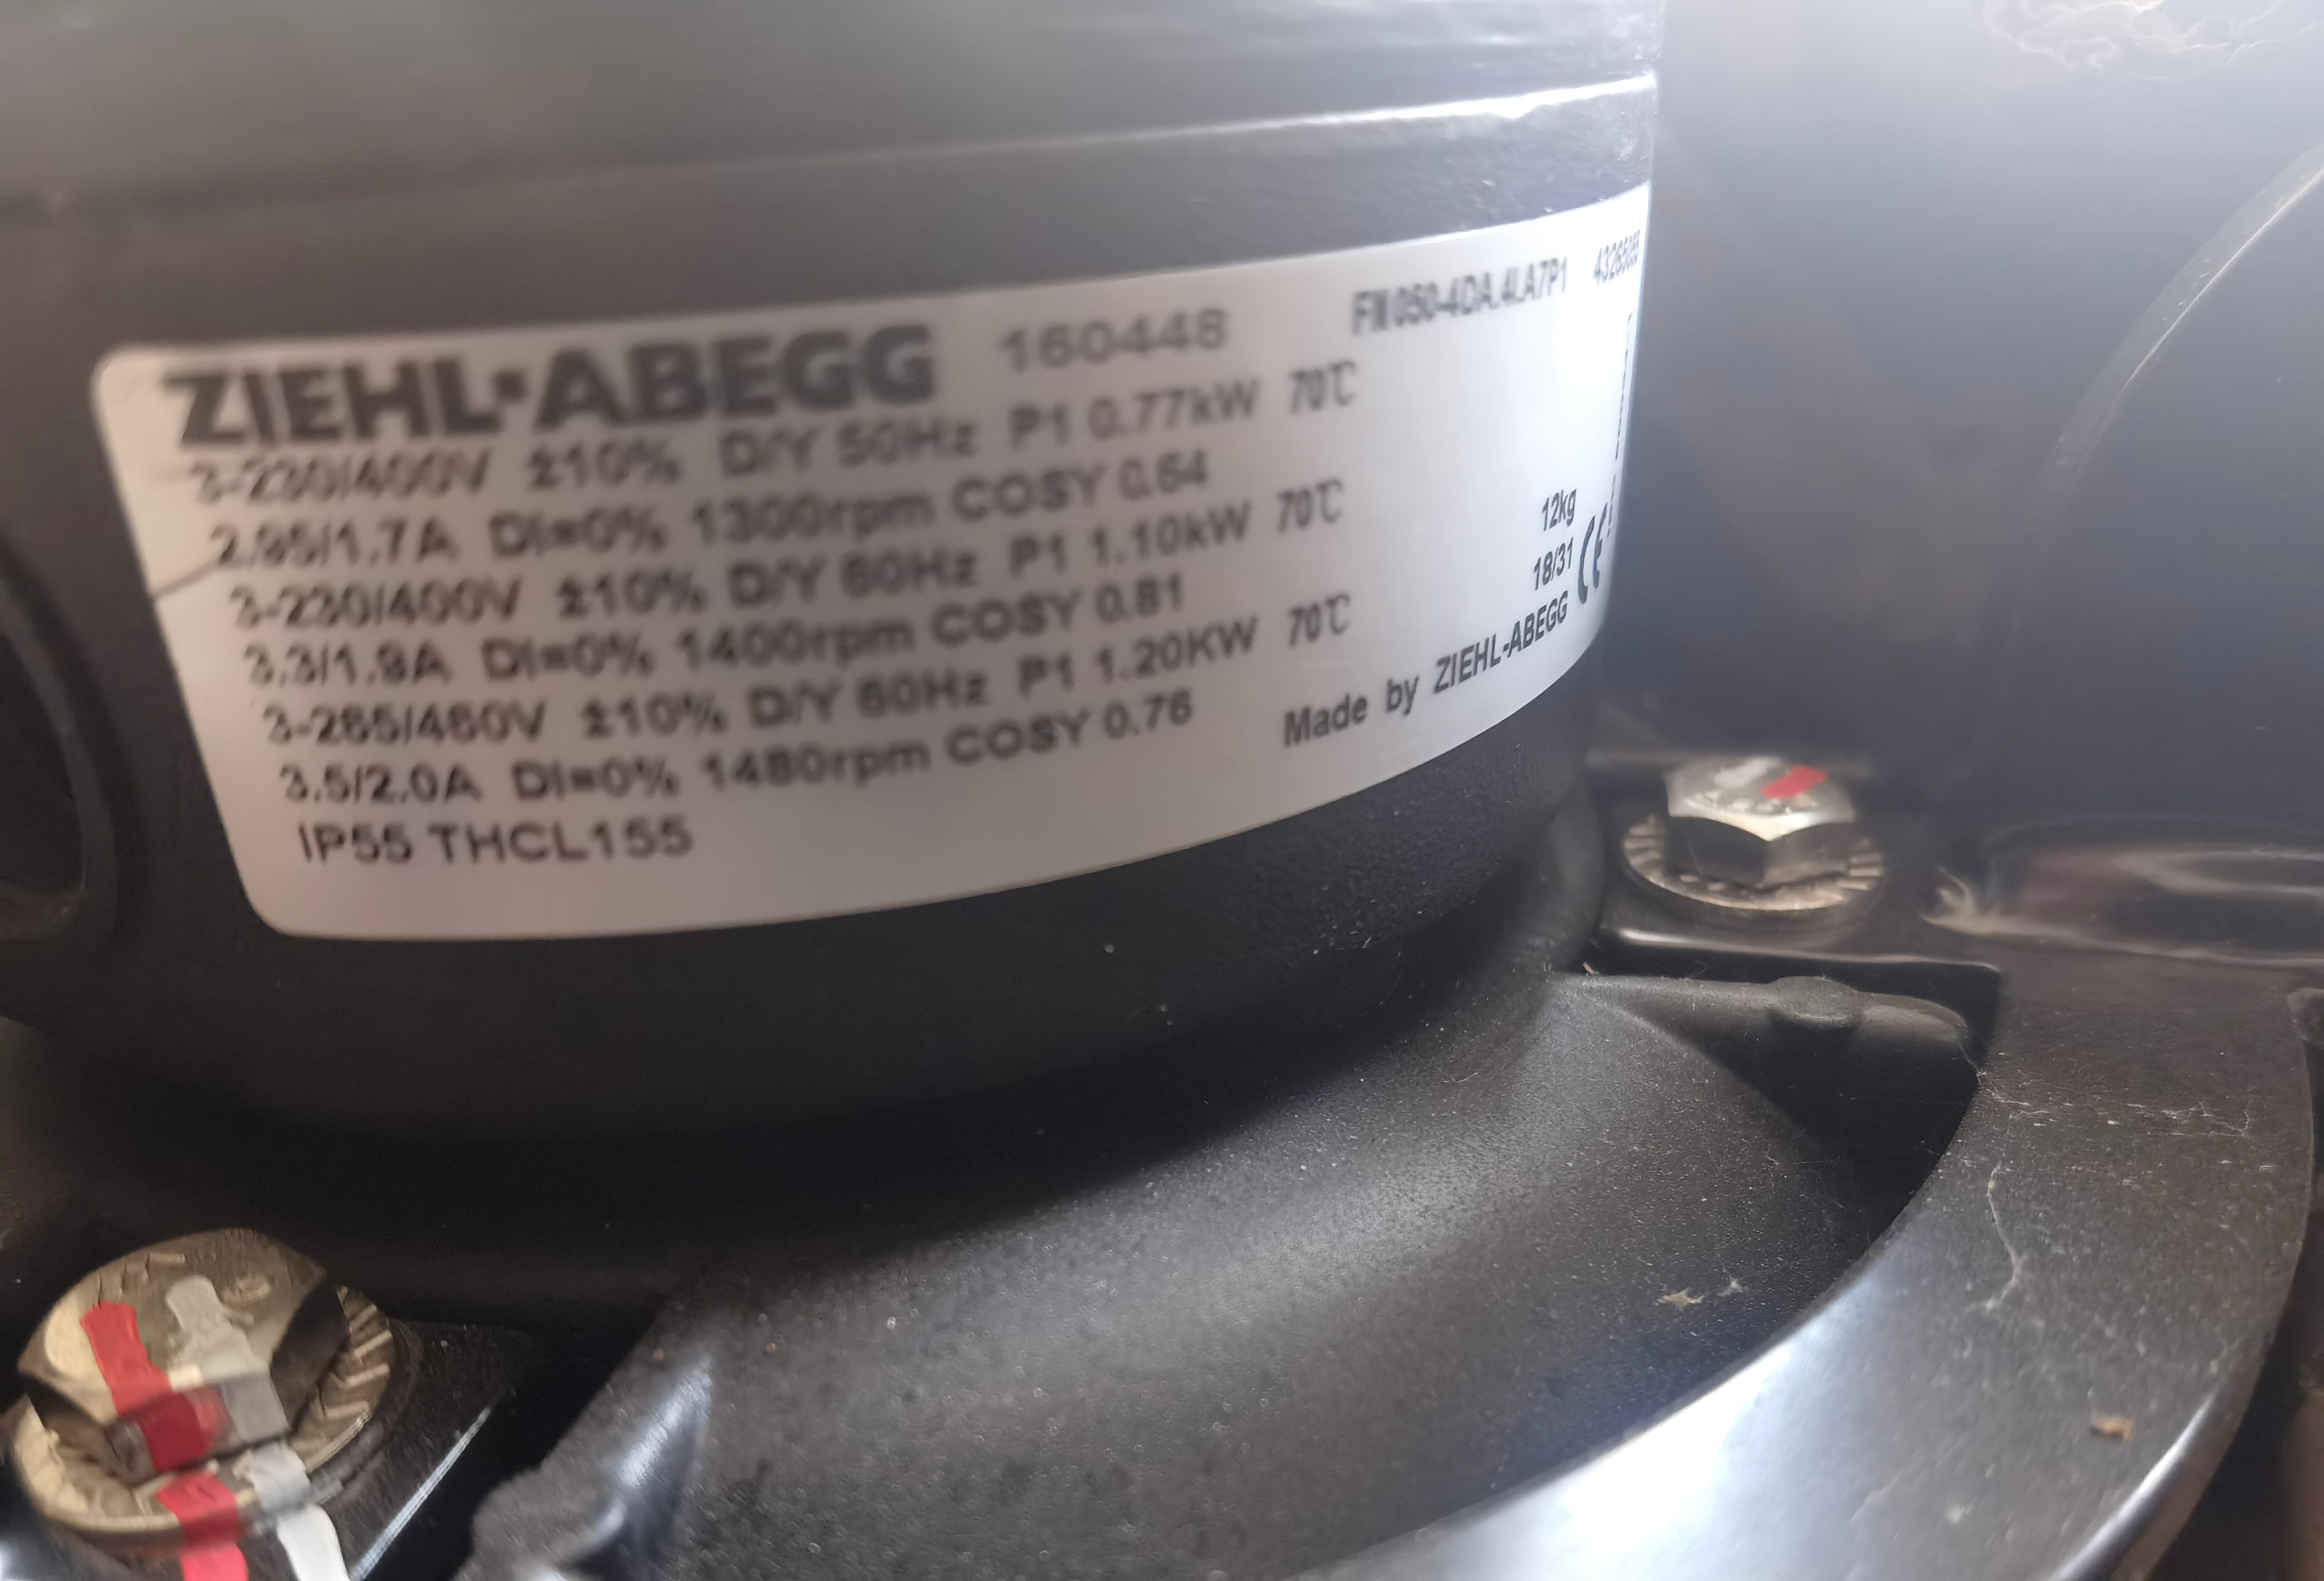 ZIEHL-ABEGG 160448 43265055
3~230/400V ±10% D/Y 50Hz P1 0.77kW 70℃
2.95/1.7A DI=0% 1300rpm COSY 0.64
3~230/400V ±10% D/Y 60Hz P1 1.10kW 70℃
3.3/1.9A DI=0% 1400rpm COSY 0.81
3~265/460V ±10% D/Y 60Hz P1 1.20KW 70℃
3.5/2.0A DI=0% 1480rpm COSY 0.76
IP55 THCL155
12kg
18/31
CE
Made by ZIEHL-ABEGG